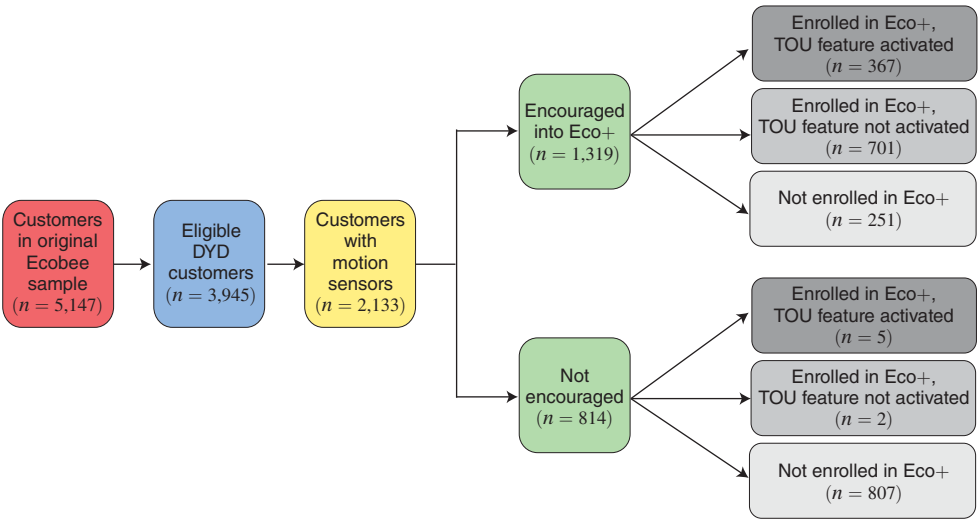 Customers
in original
Ecobee
sample
(n = 5,147)
Eligible
DYD
customers
(n = 3,945)
Customers
with
motion
sensors
(n = 2,133)
Encouraged
into Eco+
(n = 1,319)
Enrolled in Eco+,
TOU feature activated
(n = 367)
Enrolled in Eco+,
TOU feature not activated
(n = 701)
Not enrolled in Eco+
(n = 251)
Not
encouraged
(n = 814)
Enrolled in Eco+,
TOU feature activated
(n = 5)
Enrolled in Eco+,
TOU feature not activated
(n = 2)
Not enrolled in Eco+
(n = 807)